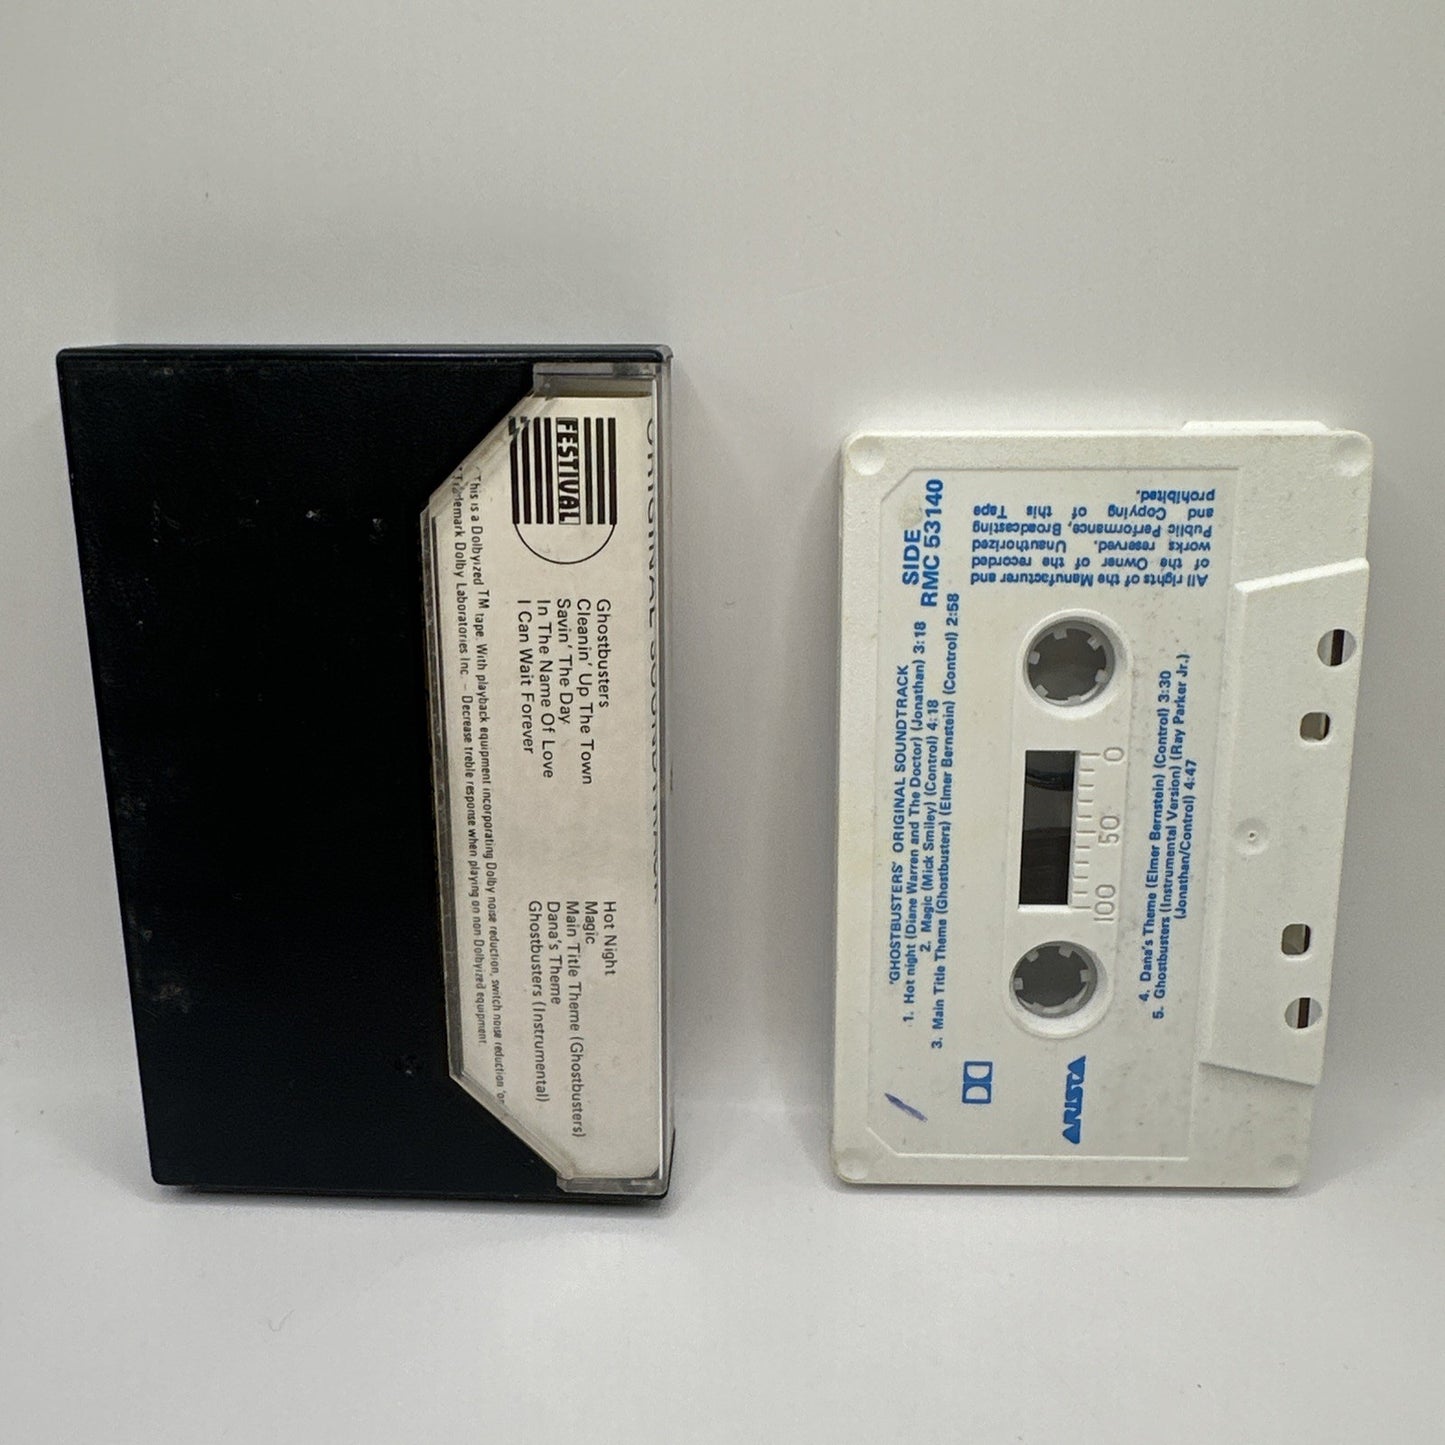 ORIGINAL SOUNDTRACK
FESTIVAL
Ghostbusters
Cleanin' Up The Town
Savin' The Day
In The Name Of Love
I Can Wait Forever
Hot Night
Magic
Main Title Theme (Ghostbusters)
Dana's Theme
Ghostbusters (Instrumental)
This is a Dolbyized TM tape. With playback equipment incorporating Dolby noise reduction, switch noise reduction 'on'
Trademark Dolby Laboratories Inc. – Decrease treble response when playing on non Dolbyized equipment.
SIDE
RMC 53140
'GHOSTBUSTERS' ORIGINAL SOUNDTRACK
1. Hot night (Diane Warren and The Doctor) (Jonathan) 3:18
2. Magic (Mick Smiley) (Control) 4:18
3. Main Title Theme (Ghostbusters) (Elmer Bernstein) (Control) 2:58
All rights of the Manufacturer and
of the Owner of the recorded
works reserved. Unauthorized
Public Performance, Broadcasting
and Copying of this Tape
prohibited.
100 50 0
4. Dana's Theme (Elmer Bernstein) (Control) 3:30
5. Ghostbusters (Instrumental Version) (Ray Parker Jr.)
(Jonathan/Control) 4:47
ARISTA